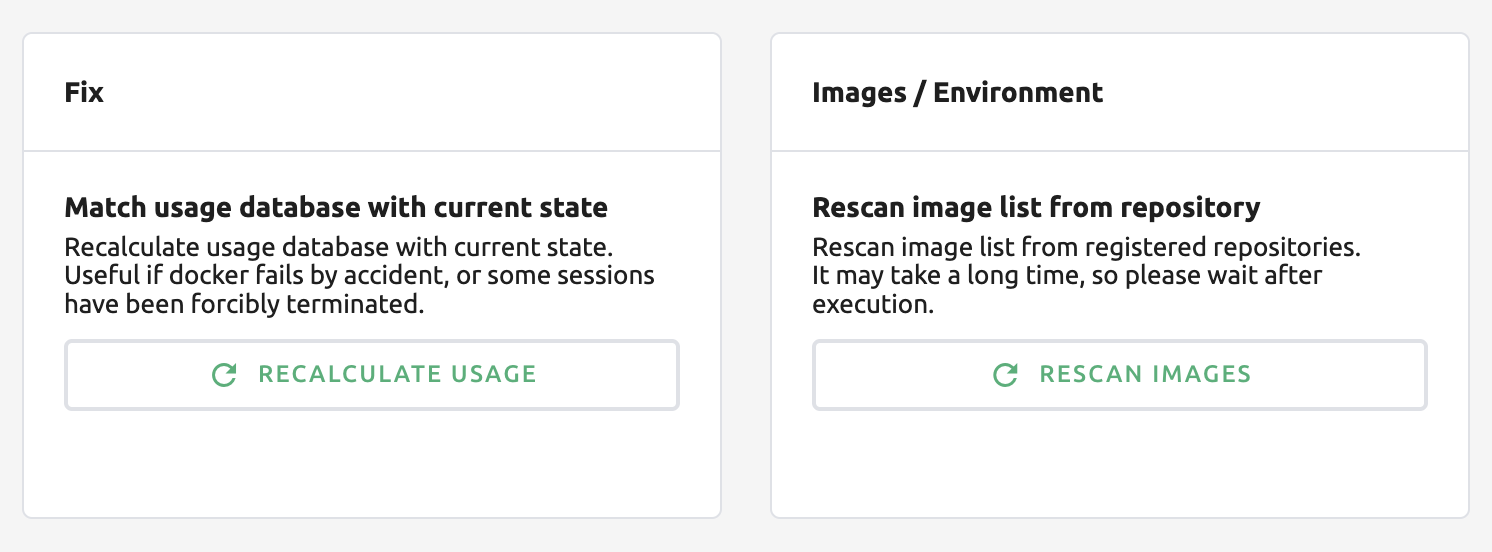 Fix
Match usage database with current state
Recalculate usage database with current state.
Useful if docker fails by accident, or some sessions
have been forcibly terminated.
RECALCULATE USAGE
Images / Environment
Rescan image list from repository
Rescan image list from registered repositories.
It may take a long time, so please wait after
execution.
RESCAN IMAGES